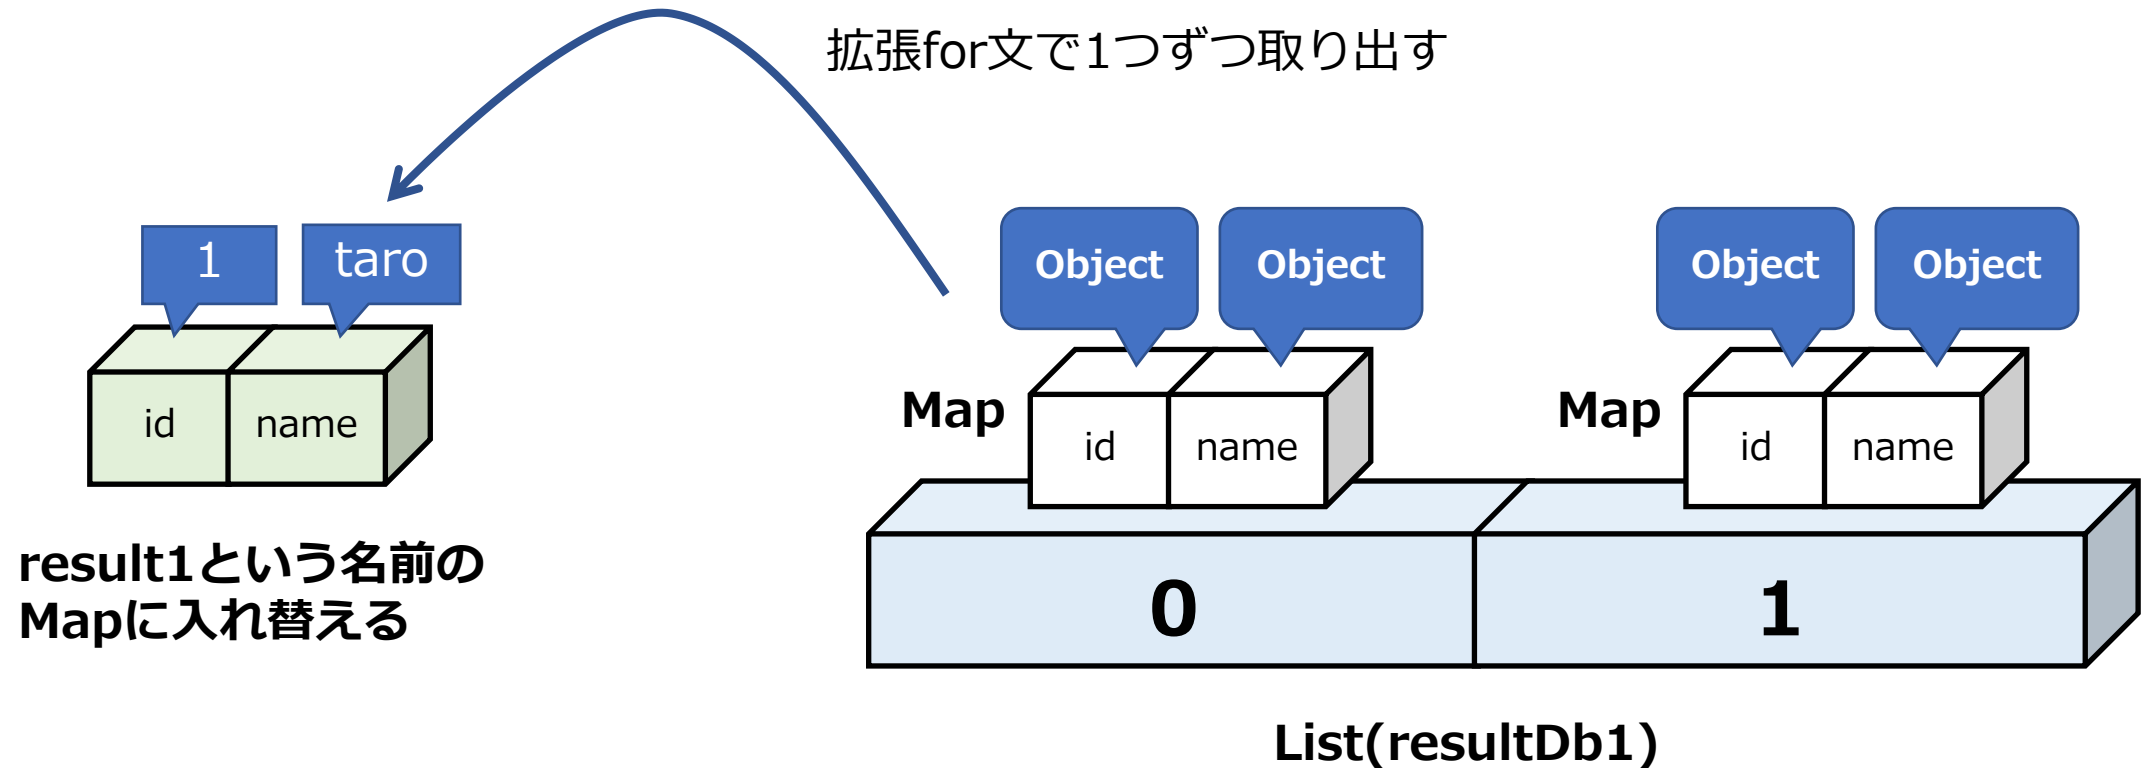 拡張for文で1つずつ取り出す
1
taro
id
name
result1という名前の
Mapに入れ替える
Object
Object
Map
id
name
Object
Object
Map
id
name
0
1
List(resultDb1)